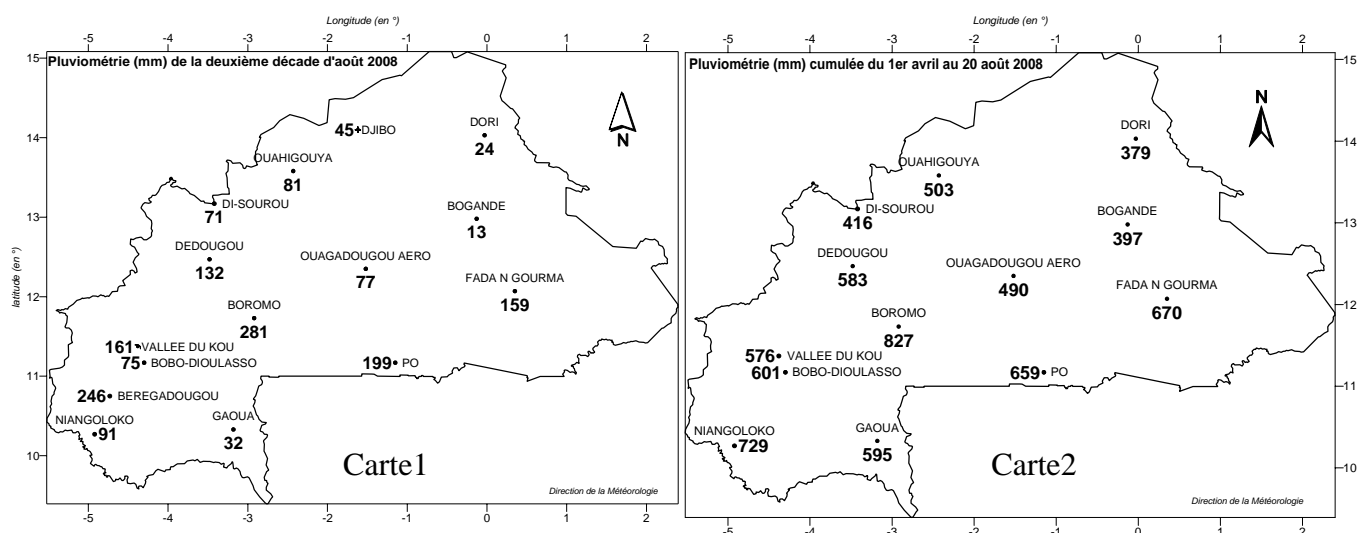 Longitude (en °)
-5 -4 -3 -2 -1 0 1 2
Pluviométrie (mm) de la deuxième décade d'août 2008
15
14
13
12
11
10
latitude (en °)
45 DJIBO
DORI
24
OUAHIGOUYA
81
N
71
DI-SOUROU
BOGANDE
13
DEDOUGOU
132
OUAGADOUGOU AERO
77
FADA N GOURMA
159
BOROMO
281
161 VALLEE DU KOU
75 BOBO-DIOULASSO
199 PO
246 BEREGADOUGOU
NIANGOLOKO
91
GAOUA
32
Carte1
Direction de la Météorologie
-5 -4 -3 -2 -1 0 1 2
Longitude (en °)
-5 -4 -3 -2 -1 0 1 2
Pluviométrie (mm) cumulée du 1er avril au 20 août 2008
15
14
13
12
11
10
N
DORI
379
OUAHIGOUYA
503
DI-SOUROU
416
BOGANDE
397
DEDOUGOU
583
OUAGADOUGOU AERO
490
FADA N GOURMA
670
BOROMO
827
576 VALLEE DU KOU
601 BOBO-DIOULASSO
659 PO
NIANGOLOKO
729
GAOUA
595
Carte2
Direction de la Météorologie
-5 -4 -3 -2 -1 0 1 2